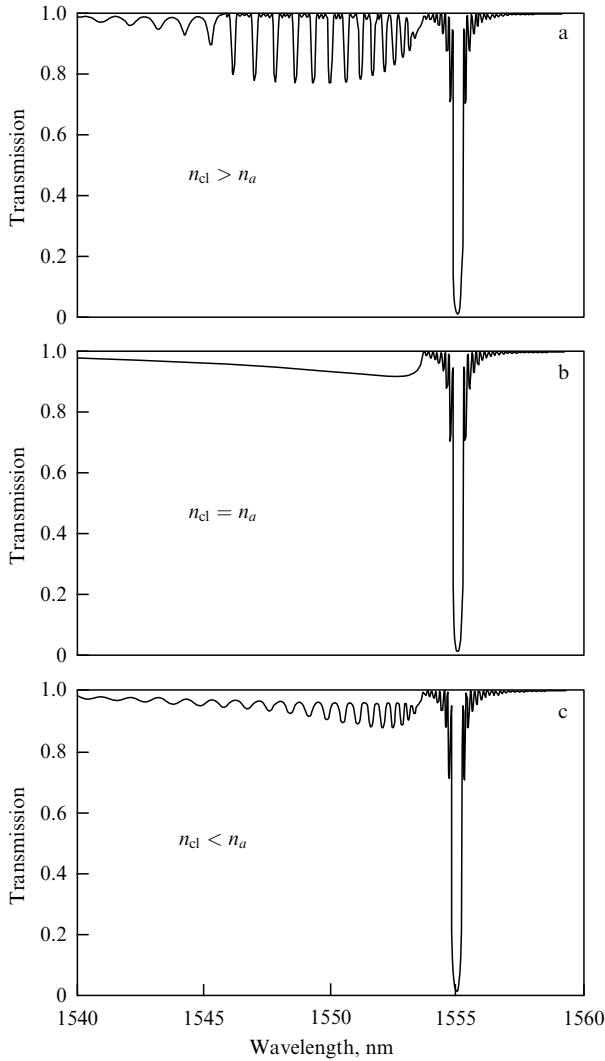 1.0
a
0.8
0.6
n_cl > n_a
0.4
0.2
0
Transmission
1.0
b
0.8
0.6
n_cl = n_a
0.4
0.2
0
Transmission
1.0
c
0.8
0.6
n_cl < n_a
0.4
0.2
0
Transmission
1540 1545 1550 1555 1560
Wavelength, nm